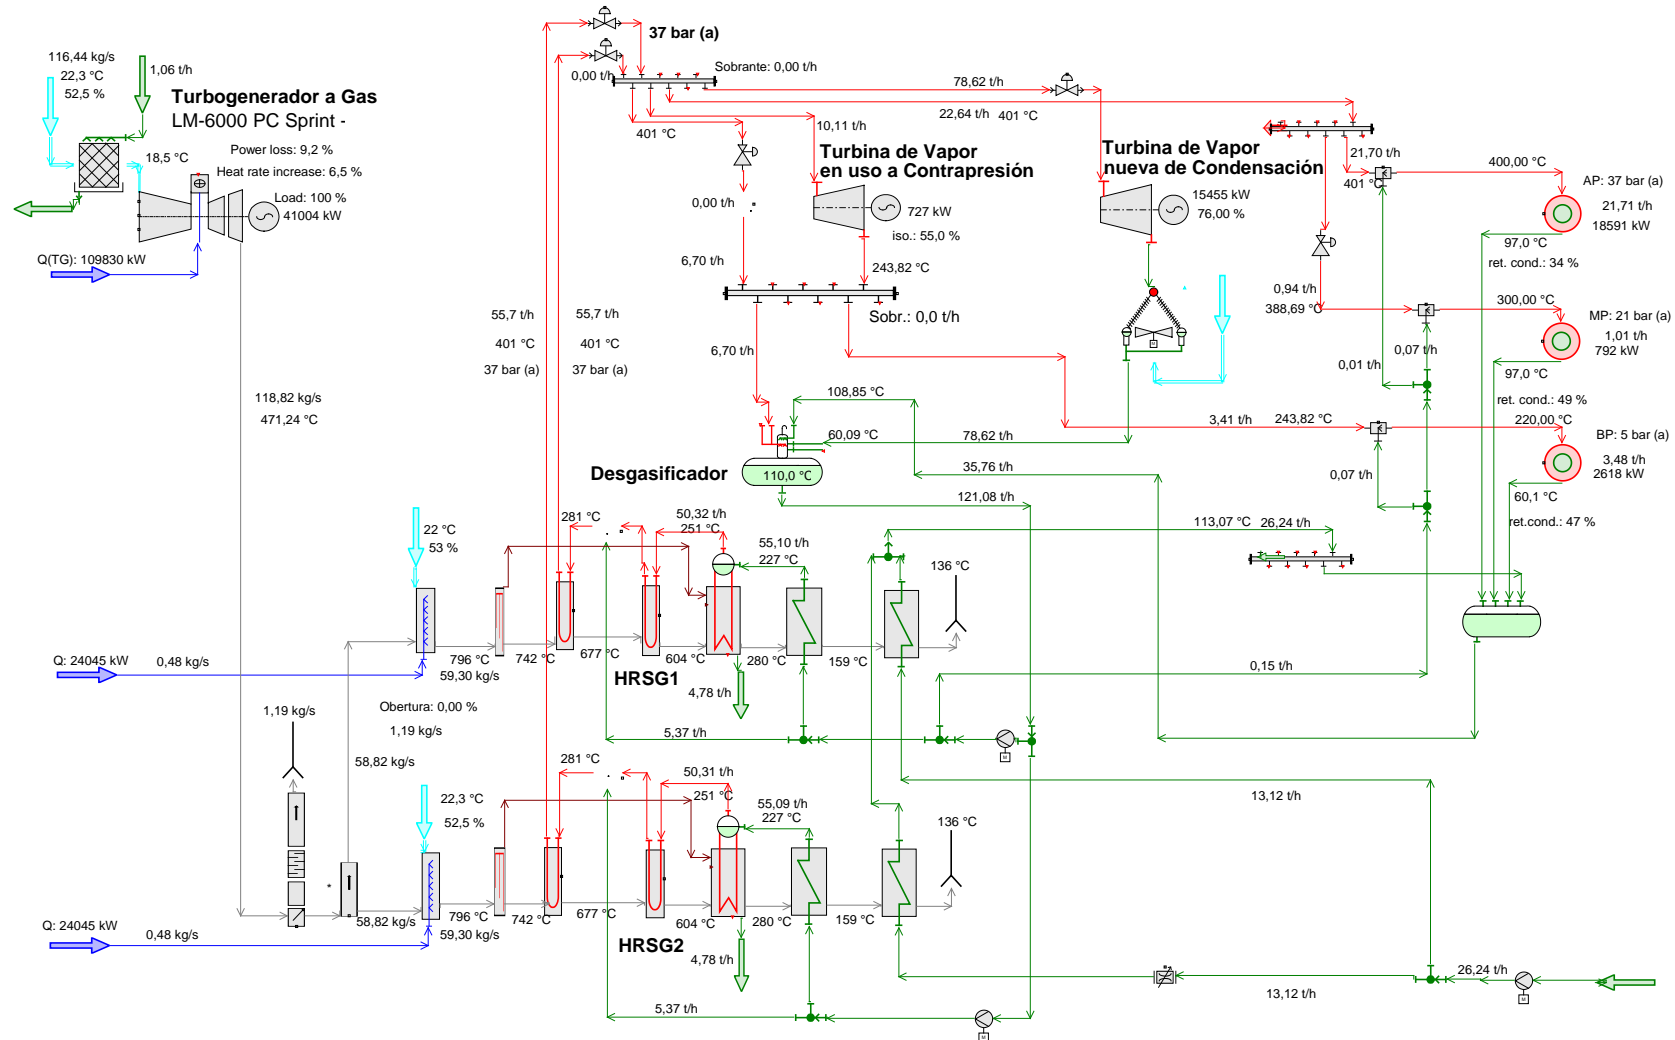 37 bar (a)
116,44 kg/s
22,3 °C
52,5 %
1,06 t/h
Turbogenerador a Gas
LM-6000 PC Sprint -
Power loss: 9,2 %
Heat rate increase: 6,5 %
Load: 100 %
41004 kW
18,5 °C
Q(TG): 109830 kW
0,00 t/h
Sobrante: 0,00 t/h
78,62 t/h
22,64 t/h
401 °C
401 °C
10,11 t/h
Turbina de Vapor
en uso a Contrapresión
727 kW
iso.: 55,0 %
0,00 t/h
6,70 t/h
243,82 °C
Sobr.: 0,0 t/h
Turbina de Vapor
nueva de Condensación
15455 kW
76,00 %
21,70 t/h
401 °C
400,00 °C
AP: 37 bar (a)
21,71 t/h
18591 kW
97,0 °C
ret. cond.: 34 %
0,94 t/h
388,69 °C
300,00 °C
MP: 21 bar (a)
1,01 t/h
792 kW
0,07 t/h
0,01 t/h
97,0 °C
ret. cond.: 49 %
220,00 °C
BP: 5 bar (a)
3,48 t/h
2618 kW
60,1 °C
ret.cond.: 47 %
3,41 t/h
243,82 °C
0,07 t/h
55,7 t/h
401 °C
37 bar (a)
55,7 t/h
401 °C
37 bar (a)
118,82 kg/s
471,24 °C
6,70 t/h
108,85 °C
60,09 °C
78,62 t/h
35,76 t/h
Desgasificador
110,0 °C
121,08 t/h
113,07 °C
26,24 t/h
22 °C
53 %
281 °C
50,32 t/h
251 °C
55,10 t/h
227 °C
136 °C
Q: 24045 kW
0,48 kg/s
796 °C
59,30 kg/s
742 °C
677 °C
604 °C
280 °C
159 °C
HRSG1
4,78 t/h
0,15 t/h
5,37 t/h
Obertura: 0,00 %
1,19 kg/s
1,19 kg/s
58,82 kg/s
22,3 °C
52,5 %
281 °C
50,31 t/h
251 °C
55,09 t/h
227 °C
136 °C
13,12 t/h
*
58,82 kg/s
Q: 24045 kW
0,48 kg/s
796 °C
59,30 kg/s
742 °C
677 °C
604 °C
280 °C
159 °C
HRSG2
4,78 t/h
5,37 t/h
13,12 t/h
26,24 t/h
M
M
M
M